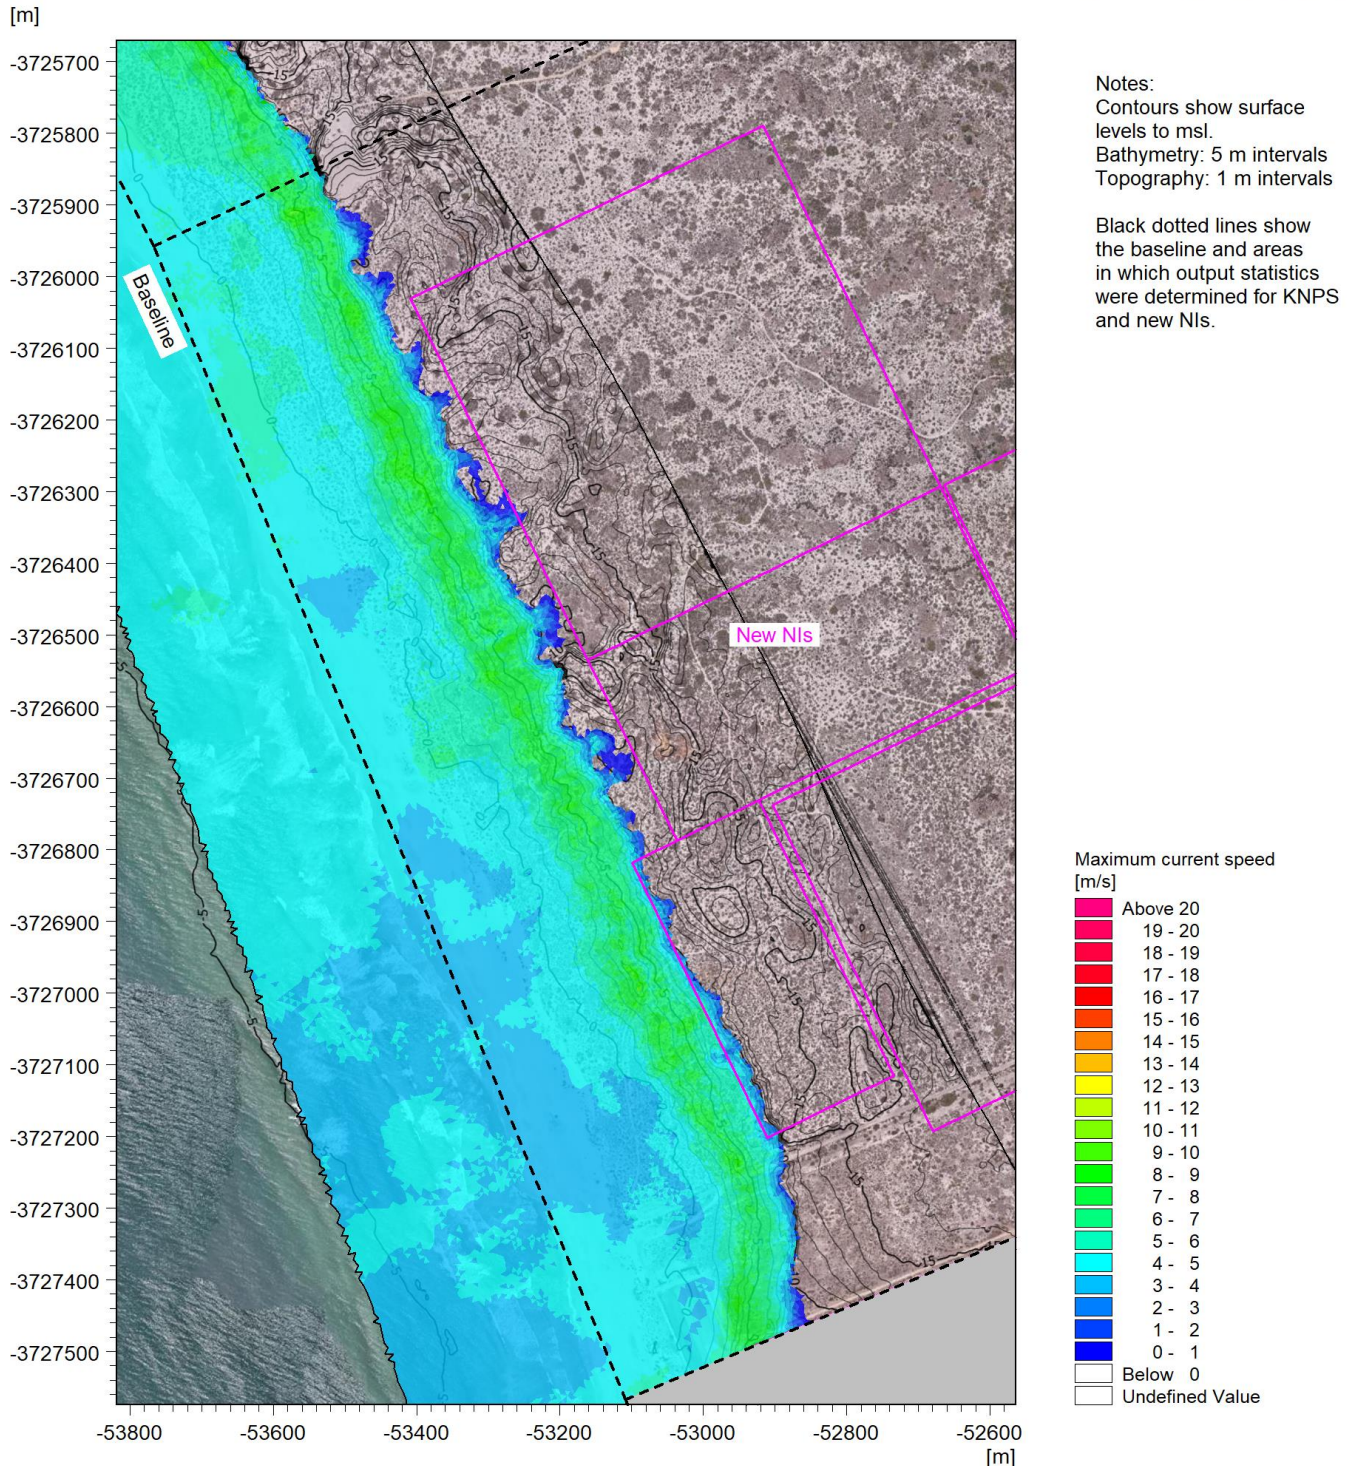 [m]
-3725700
-3725800
-3725900
-3726000
-3726100
-3726200
-3726300
-3726400
-3726500
-3726600
-3726700
-3726800
-3726900
-3727000
-3727100
-3727200
-3727300
-3727400
-3727500
-53800
-53600
-53400
-53200
-53000
-52800
-52600
[m]
Baseline
New NIs
Notes:
Contours show surface
levels to msl.
Bathymetry: 5 m intervals
Topography: 1 m intervals
Black dotted lines show
the baseline and areas
in which output statistics
were determined for KNPS
and new NIs.
Maximum current speed
[m/s]
Above 20
19 - 20
18 - 19
17 - 18
16 - 17
15 - 16
14 - 15
13 - 14
12 - 13
11 - 12
10 - 11
9 - 10
8 - 9
7 - 8
6 - 7
5 - 6
4 - 5
3 - 4
2 - 3
1 - 2
0 - 1
Below 0
Undefined Value